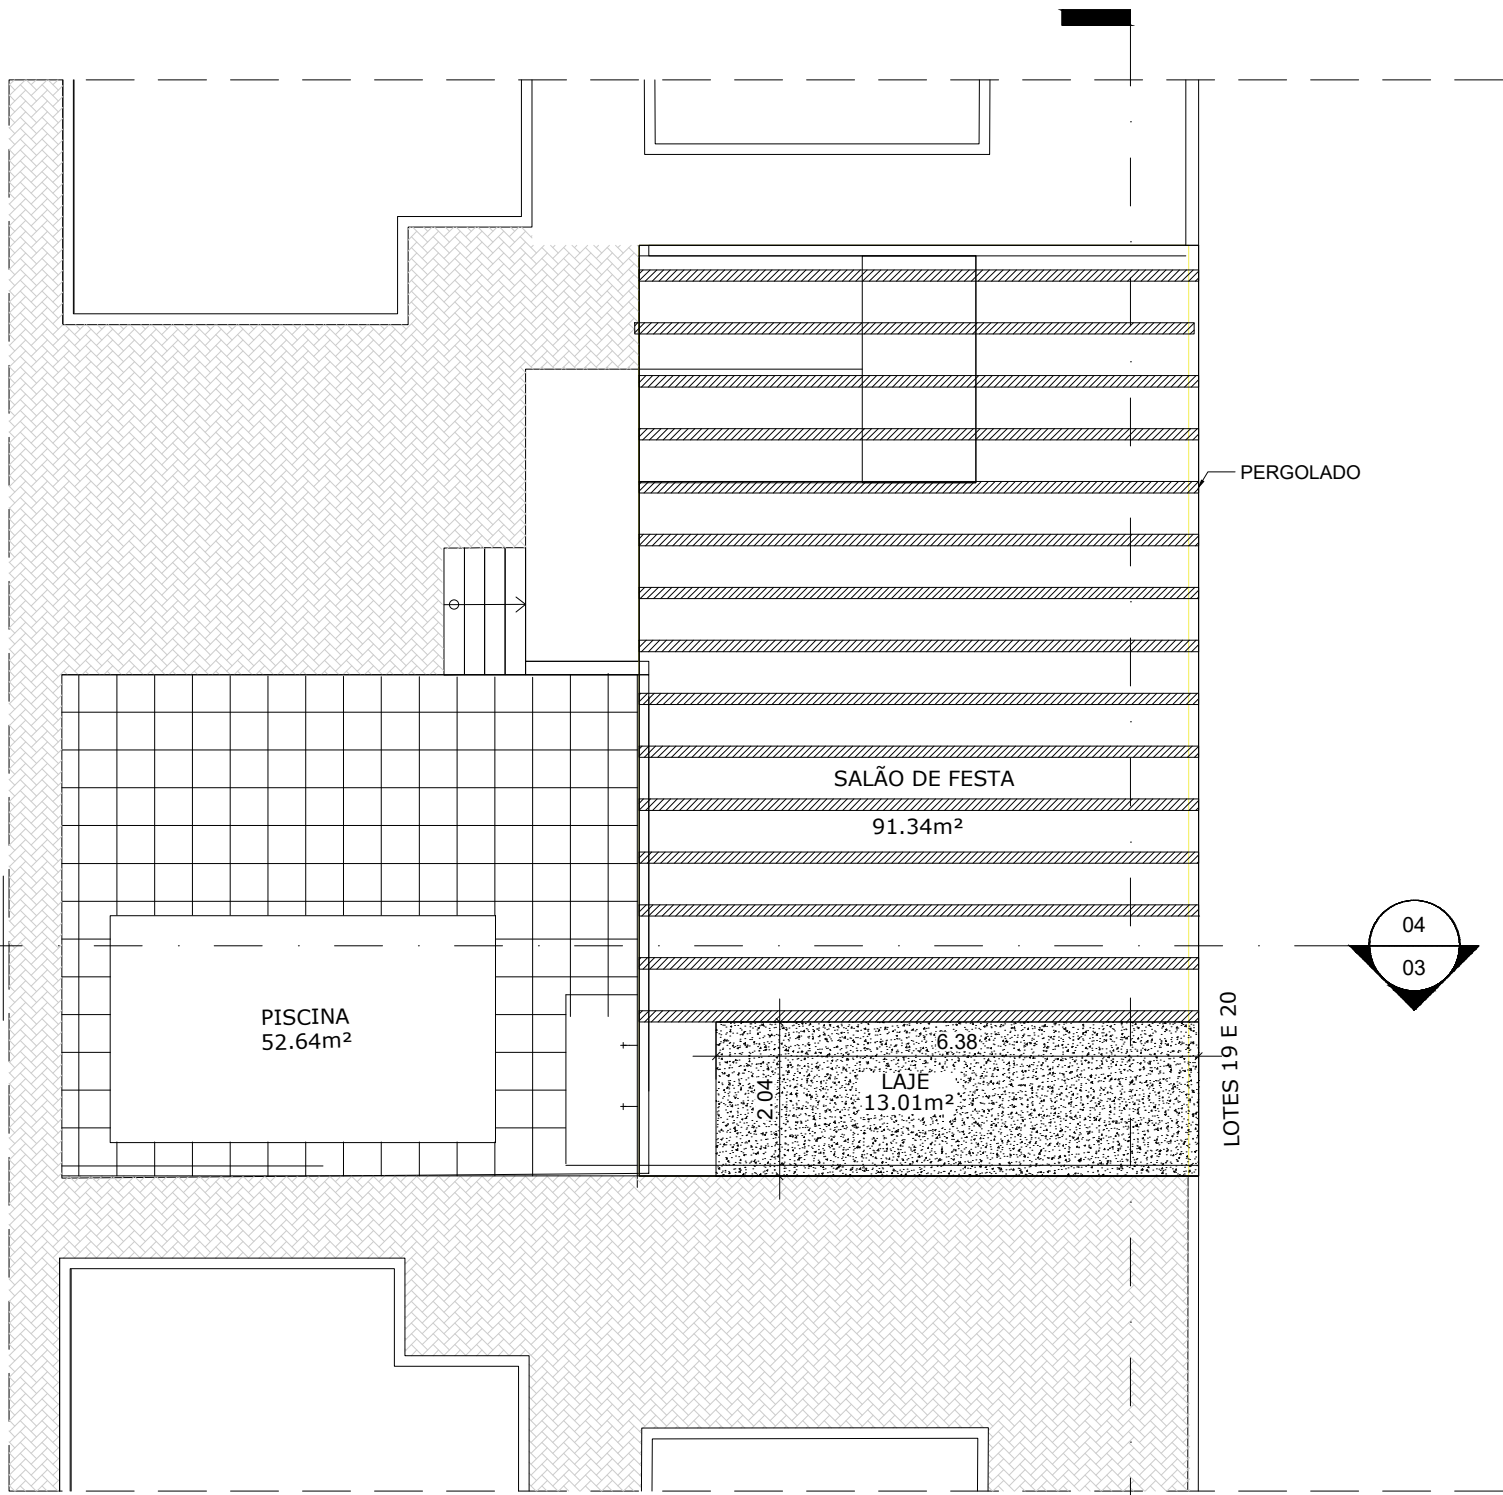 PERGOLADO
SALÃO DE FESTA
91.34m²
04
03
PISCINA
52.64m²
6.38
2.04
LAJE
13.01m²
LOTES 19 E 20